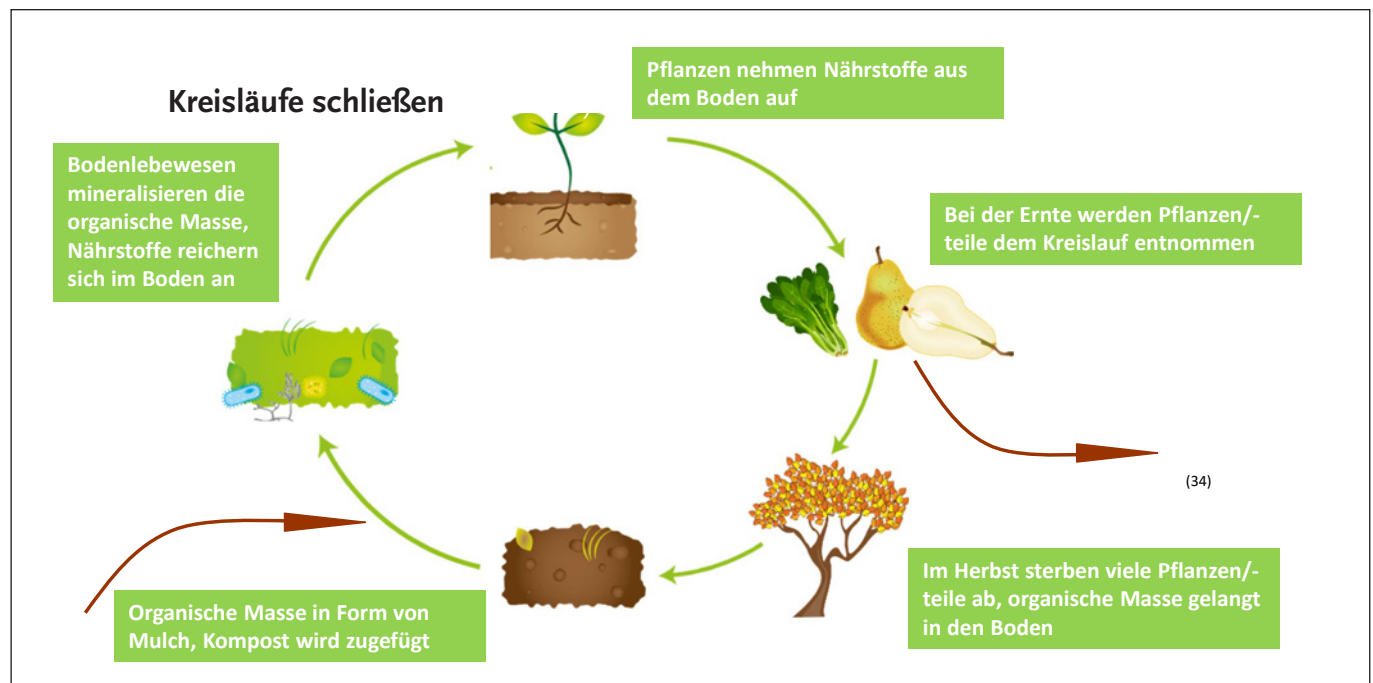 Kreisläufe schließen
Pflanzen nehmen Nährstoffe aus
dem Boden auf
Bei der Ernte werden Pflanzen/-
teile dem Kreislauf entnommen
(34)
Im Herbst sterben viele Pflanzen/-
teile ab, organische Masse gelangt
in den Boden
Organische Masse in Form von
Mulch, Kompost wird zugefügt
Bodenlebewesen
mineralisieren die
organische Masse,
Nährstoffe reichern
sich im Boden an